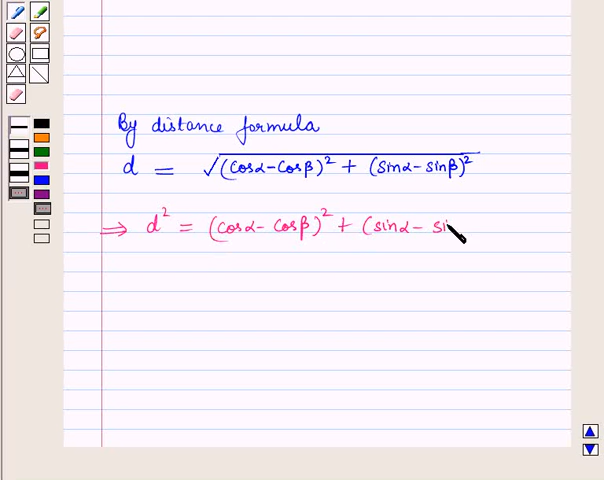 By distance formula
d = √(cosα-cosβ)² + (sinα-sinβ)²
⇒ d² = (cosα-cosβ)² + (sinα- si